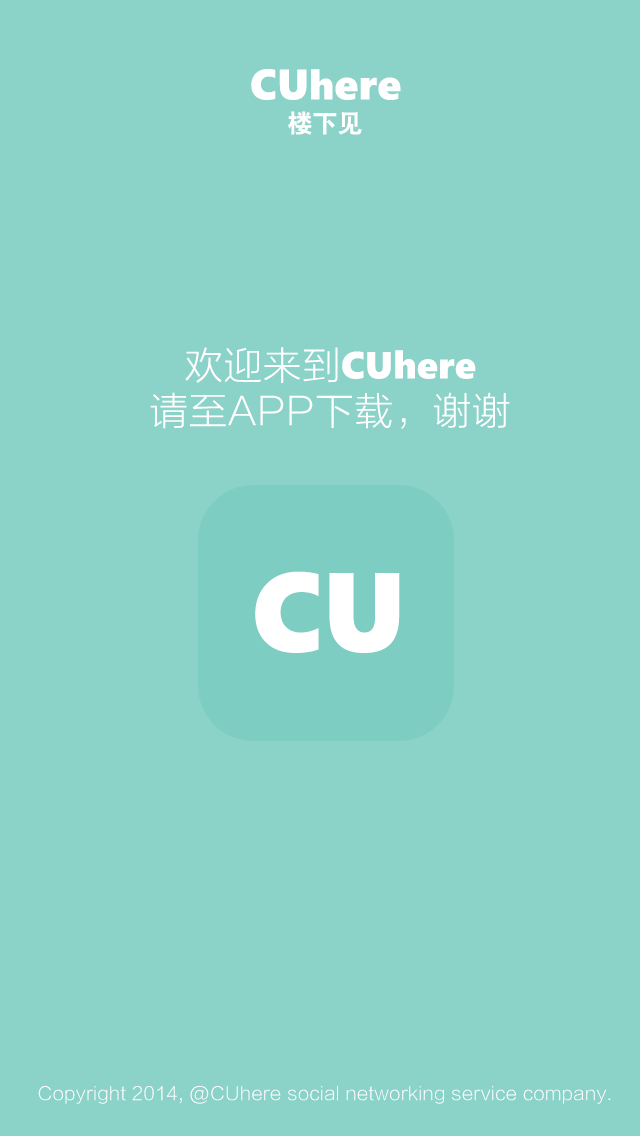 CUhere
楼下见
欢迎来到CUhere
请至APP下载，谢谢
CU
Copyright 2014, @CUhere social networking service company.